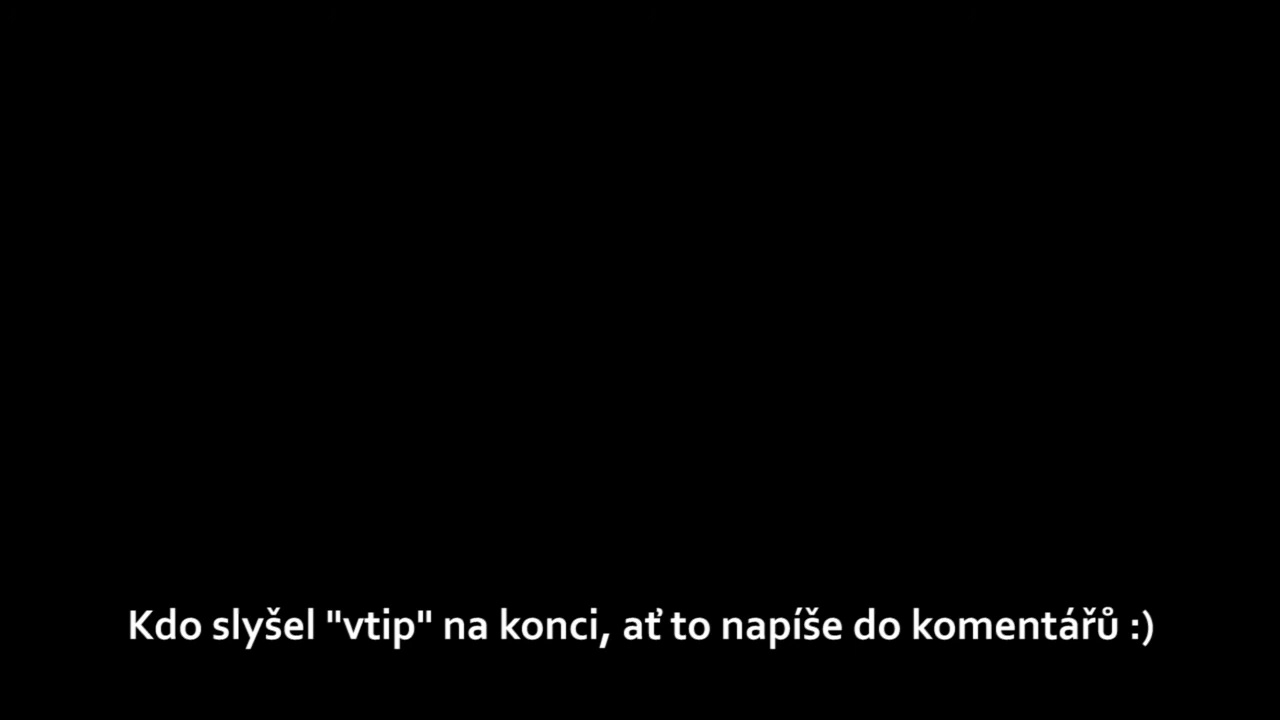 Kdo slyšel "vtip" na konci, ať to napíše do komentářů :)